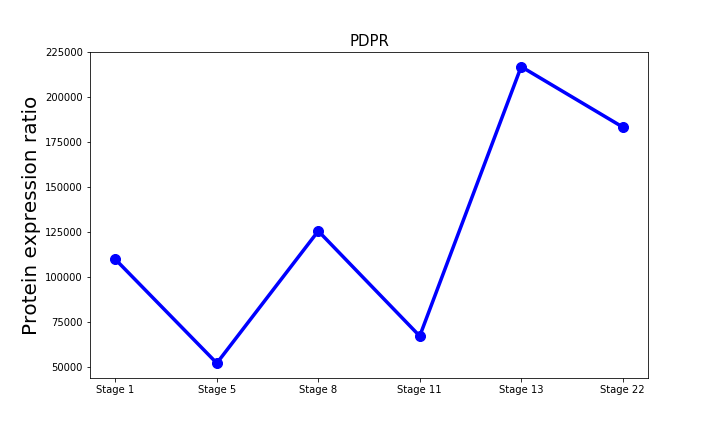 PDPR
Protein expression ratio
225000
200000
175000
150000
125000
100000
75000
50000
Stage 1
Stage 5
Stage 8
Stage 11
Stage 13
Stage 22